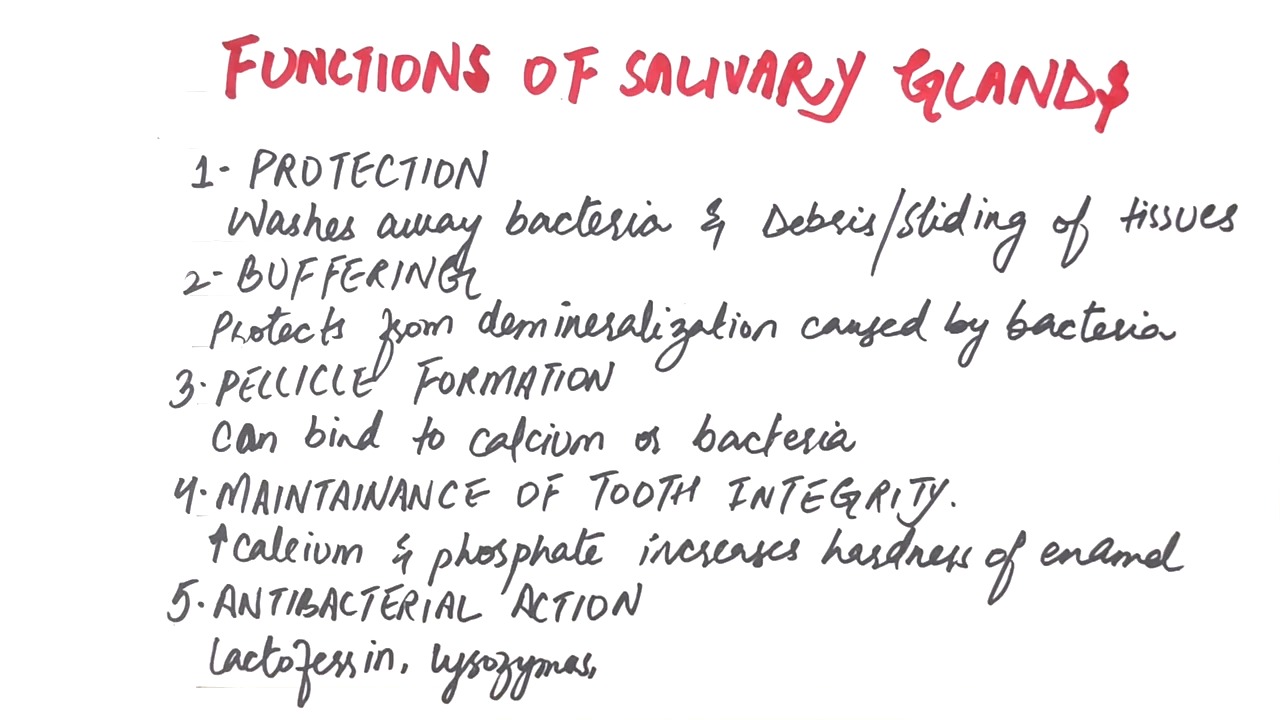 FUNCTIONS OF SALIVARY GLANDS
1- PROTECTION
Washes away bacteria & Debris/Sliding of tissues
2- BUFFERING
Protects from demineralization caused by bacteria
3. PELLICLE FORMATION
Can bind to calcium or bacteria
4. MAINTAINANCE OF TOOTH INTEGRITY.
↑ Calcium & phosphate increases hardness of enamel
5. ANTIBACTERIAL ACTION
Lactoferrin, lysozymas,